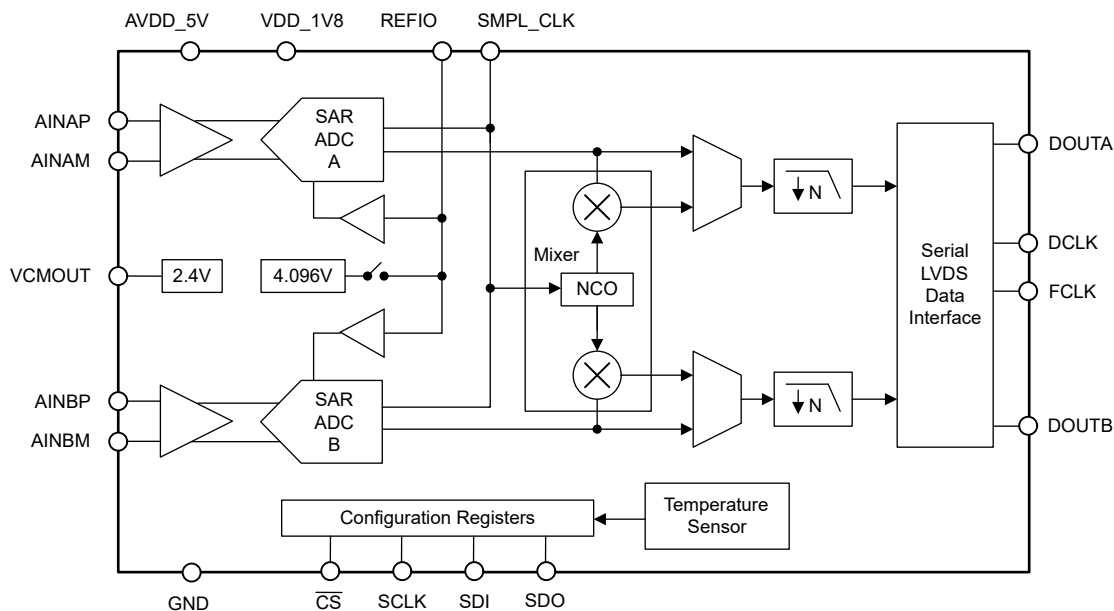 AVDD_5V
VDD_1V8
REFIO
SMPL_CLK
AINAP
AINAM
SAR
ADC
A
DOUTA
↓ N
VCMOUT
2.4V
4.096V
Mixer
NCO
Serial
LVDS
Data
Interface
DCLK
FCLK
AINBP
AINBM
SAR
ADC
B
↓ N
DOUTB
Configuration Registers
Temperature
Sensor
GND
CS
SCLK
SDI
SDO